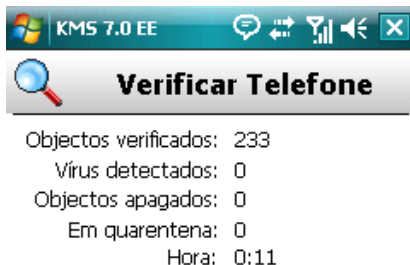 KMS 7.0 EE
Verificar Telefone
Objectos verificados: 233
Vírus detectados: 0
Objectos apagados: 0
Em quarentena: 0
Hora: 0:11